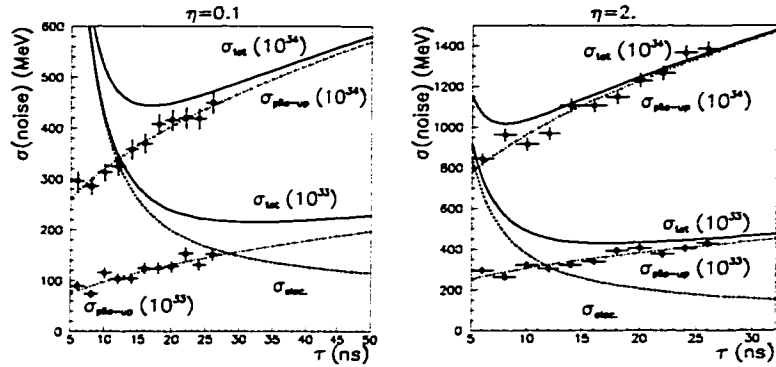 η=0.1
σ(noise) (MeV)
600
500
400
300
200
100
0
σtot (10³⁴)
σpile-up (10³⁴)
σtot (10³³)
σpile-up (10³³)
σelec.
5 10 15 20 25 30 35 40 45 50
τ (ns)
η=2.
σ(noise) (MeV)
1400
1200
1000
800
600
400
200
0
σtot (10³⁴)
σpile-up (10³⁴)
σtot (10³³)
σpile-up (10³³)
σelec.
5 10 15 20 25 30
τ (ns)